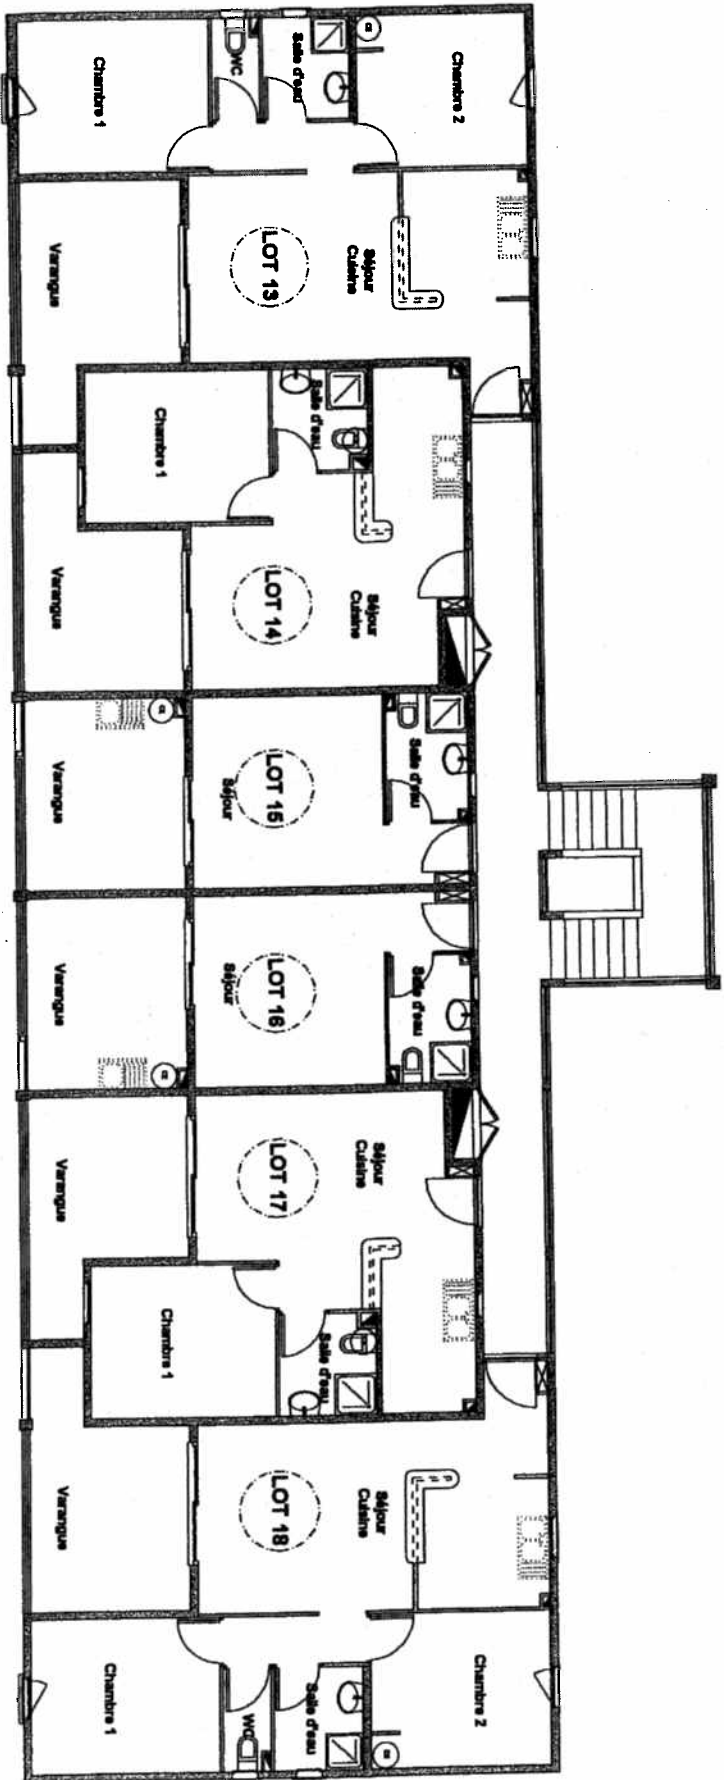 Chambre 1
WC
Salle d'eau
Chambre 2
Varangue
LOT 13
Séjour
Cuisine
Chambre 1
Salle d'eau
Varangue
LOT 14
Séjour
Cuisine
Varangue
LOT 15
Séjour
Salle d'eau
Varangue
LOT 16
Séjour
Salle d'eau
Varangue
LOT 17
Séjour
Cuisine
Chambre 1
Salle d'eau
Varangue
LOT 18
Séjour
Cuisine
Chambre 1
WC
Salle d'eau
Chambre 2